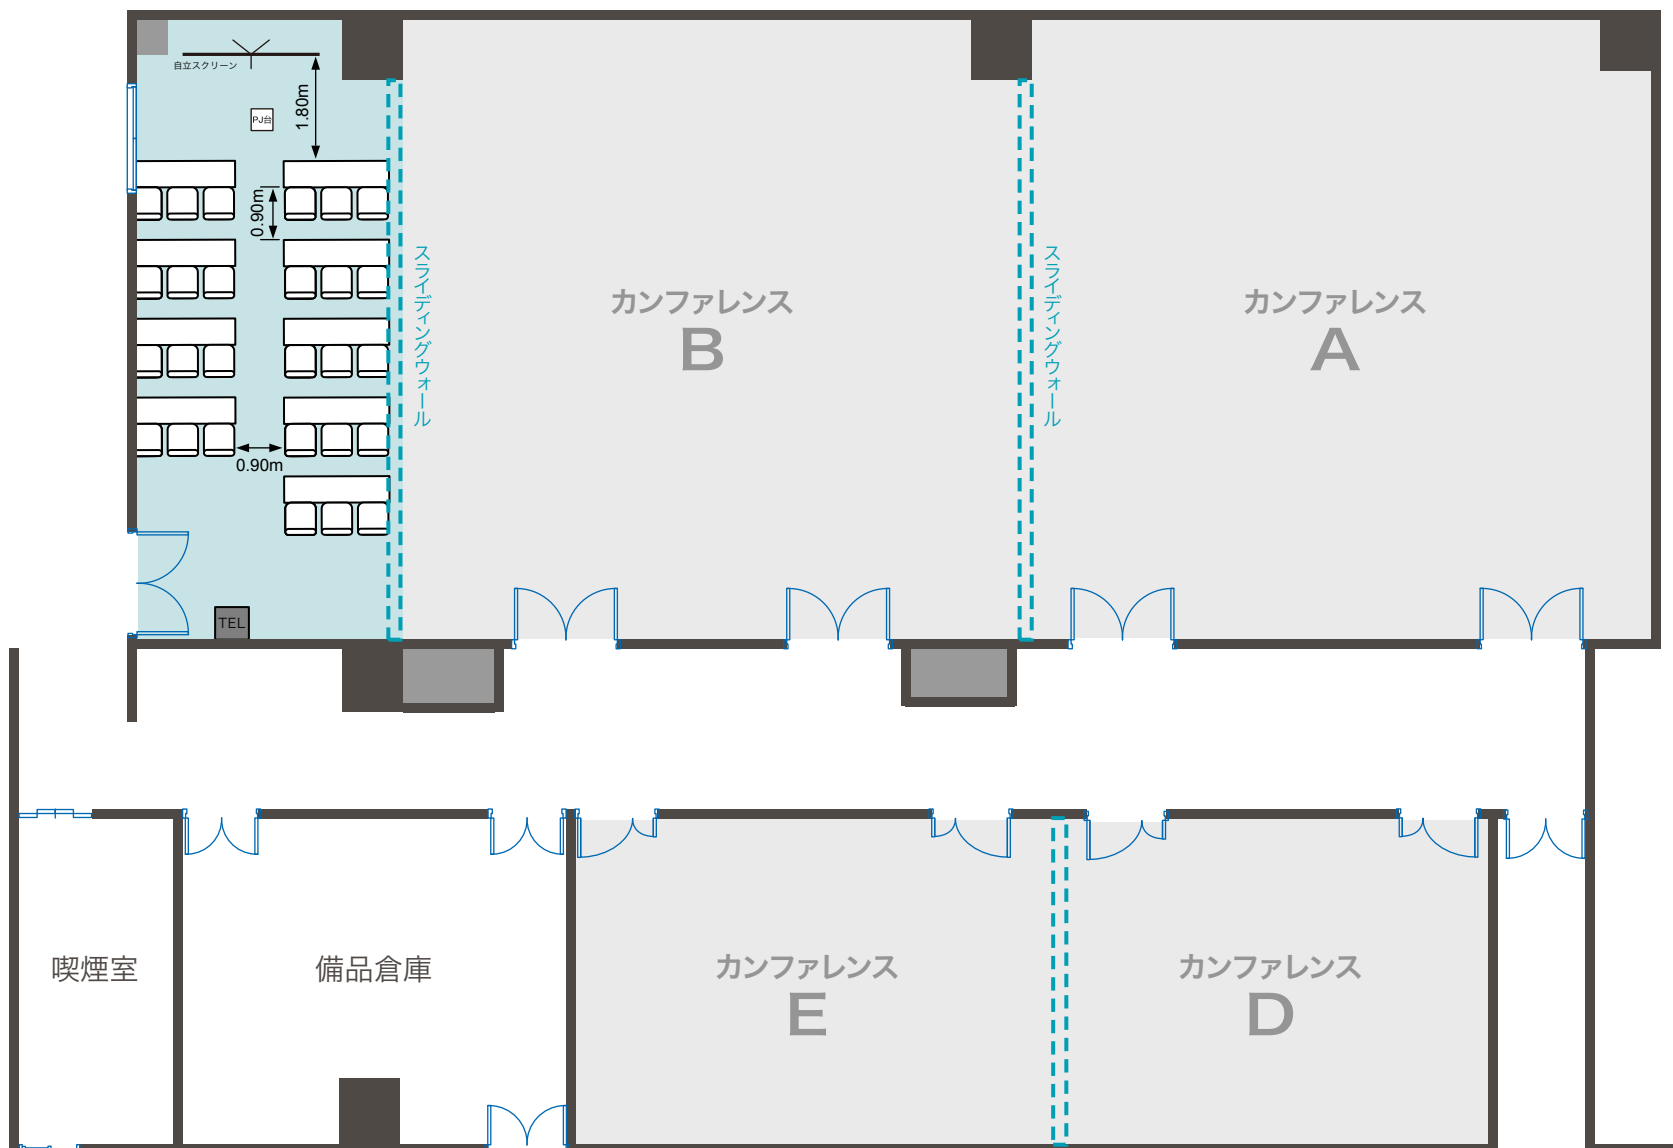 自立スクリーン
1.80m
PJ台
0.90m
スライディングウォール
カンファレンス
B
スライディングウォール
カンファレンス
A
0.90m
TEL
喫煙室
備品倉庫
カンファレンス
E
カンファレンス
D